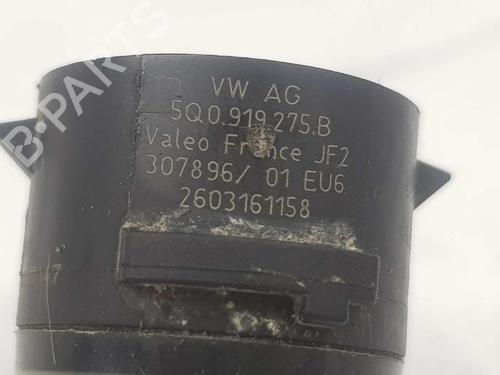 B-PARTS
VW AG
5Q0.919.275.B
Valeo France JF2
307896/ 01 EU6
2603161158